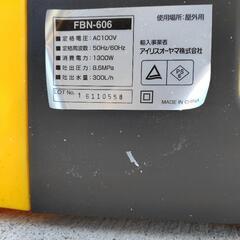 FBN-606
使用場所:屋外用
●定格電圧:AC100V
●定格周波数:50Hz/60Hz
●消費電力:1300W
●吐出圧力:8.5MPa
●吐出水量:300L/h
輸入事業者
アイリスオーヤマ株式会社
PS
E
LOT No. 16110558
MADE IN CHINA